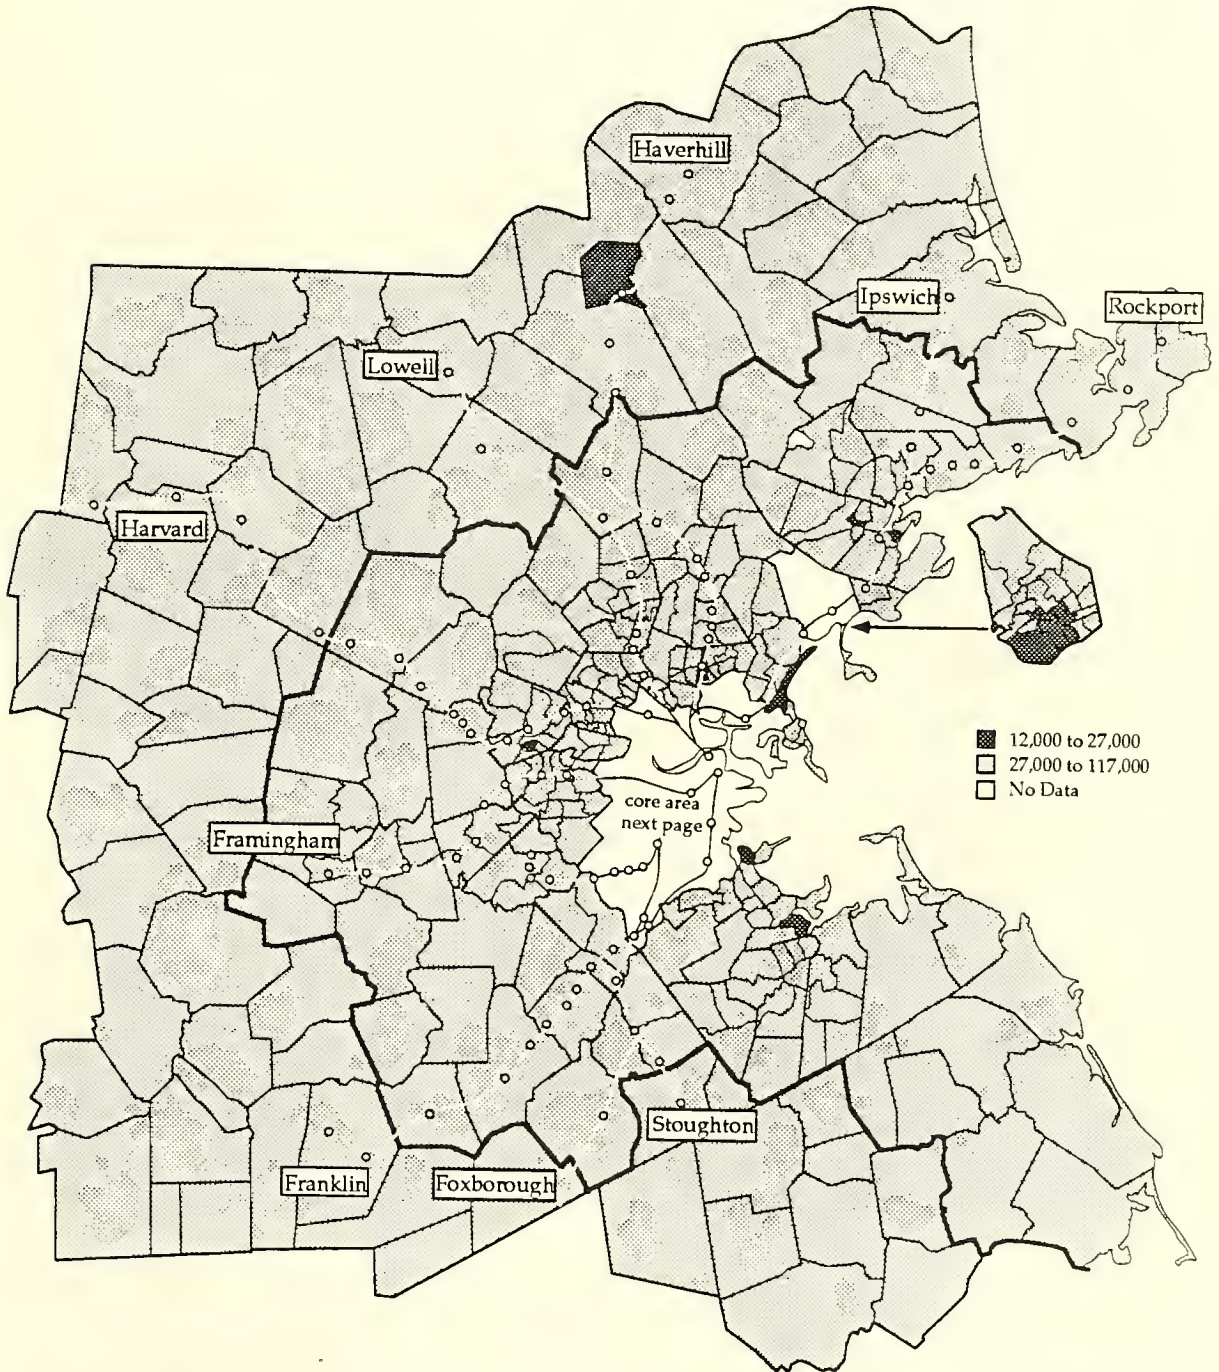 Haverhill
Ipswich
Rockport
Lowell
Harvard
12,000 to 27,000
27,000 to 117,000
No Data
core area
next page
Framingham
Stoughton
Franklin
Foxborough